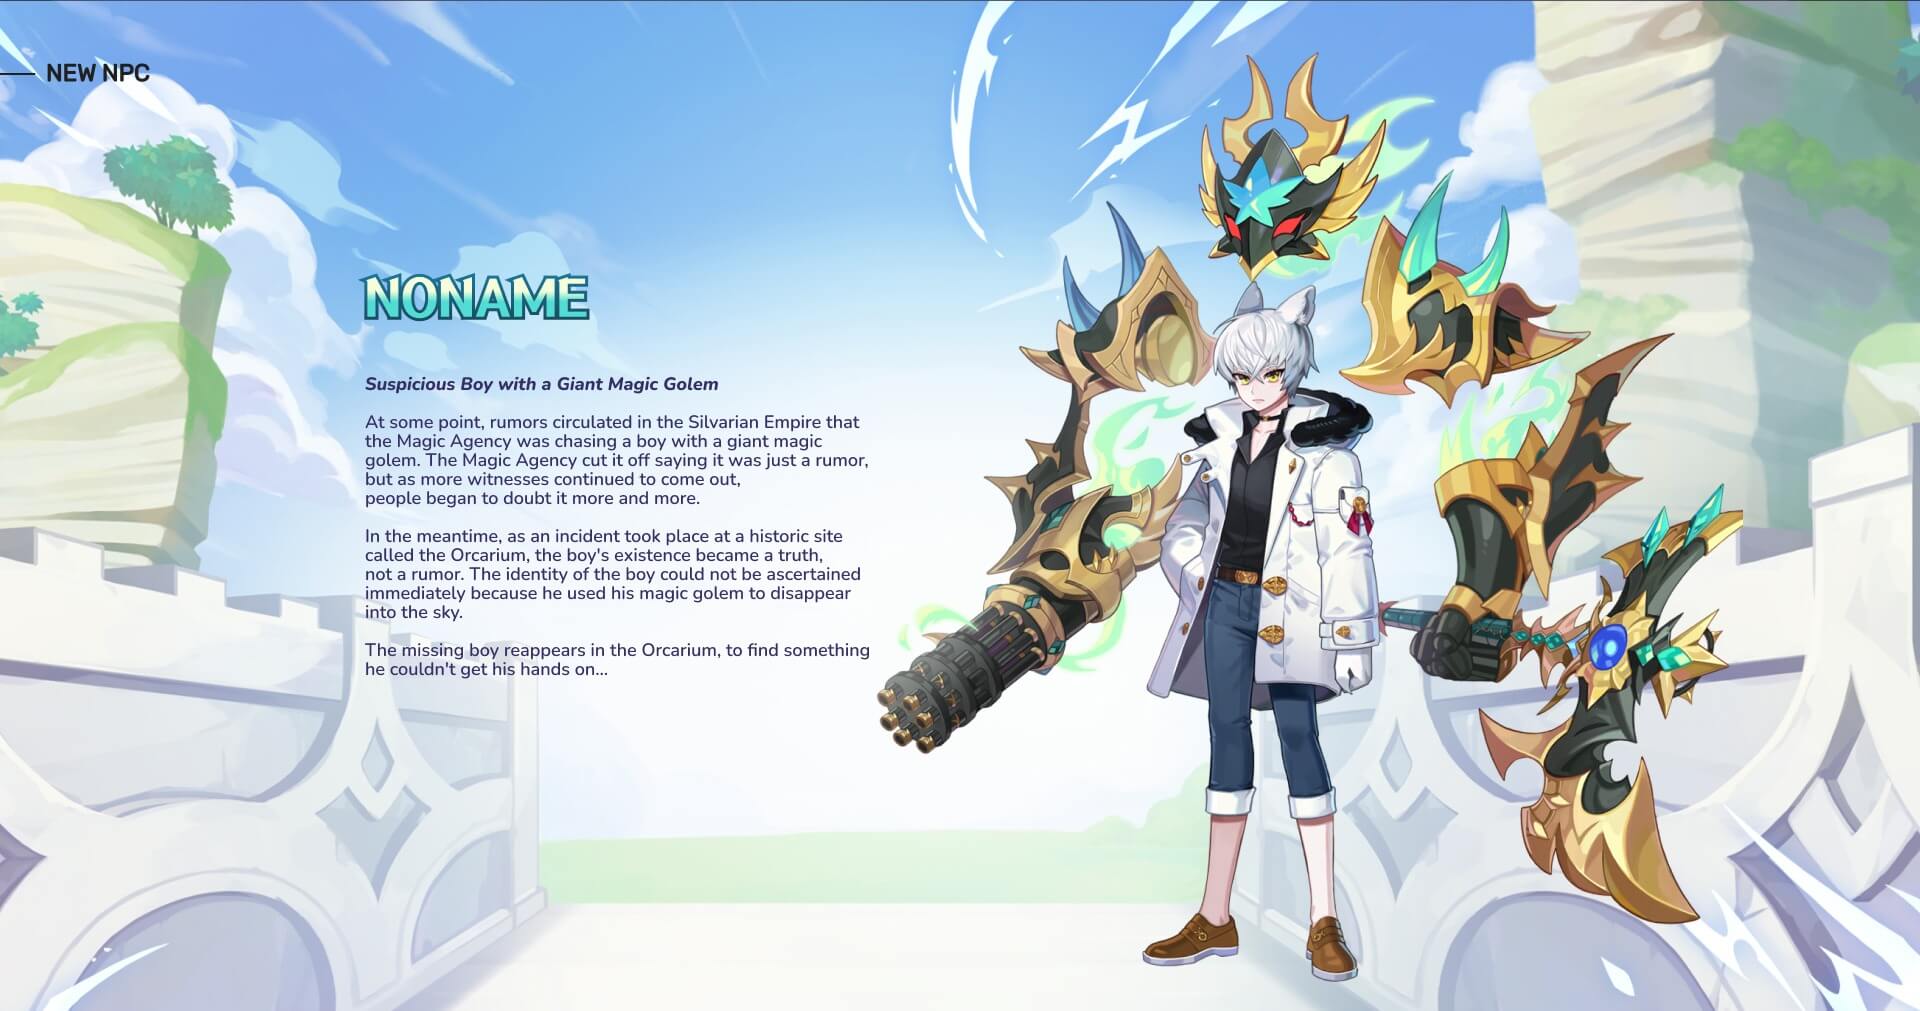 NEW NPC
NONAME
Suspicious Boy with a Giant Magic Golem
At some point, rumors circulated in the Silvarian Empire that
the Magic Agency was chasing a boy with a giant magic
golem. The Magic Agency cut it off saying it was just a rumor,
but as more witnesses continued to come out,
people began to doubt it more and more.
In the meantime, as an incident took place at a historic site
called the Orcarium, the boy's existence became a truth,
not a rumor. The identity of the boy could not be ascertained
immediately because he used his magic golem to disappear
into the sky.
The missing boy reappears in the Orcarium, to find something
he couldn't get his hands on...